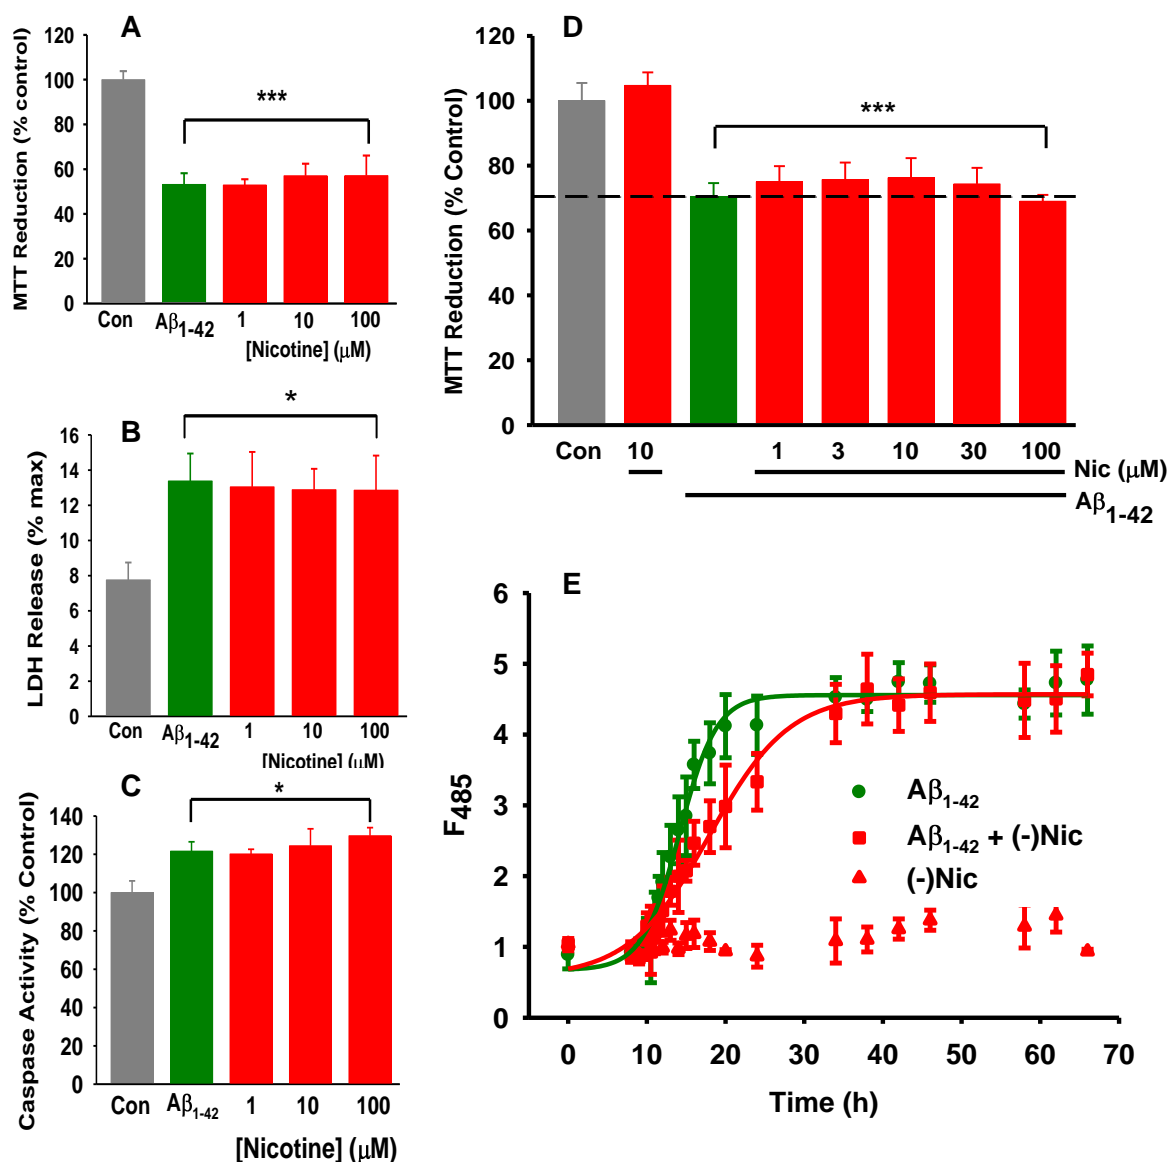 A
MTT Reduction (% control)
120
100
80
60
40
20
0
***
Con Aβ1-42 1 10 100
[Nicotine] (μM)
B
LDH Release (% max)
16
14
12
10
8
6
4
2
0
*
Con Aβ1-42 1 10 100
[Nicotine] (μM)
C
Caspase Activity (% Control)
140
120
100
80
60
40
20
0
*
Con Aβ1-42 1 10 100
[Nicotine] (μM)
D
MTT Reduction (% Control)
120
100
80
60
40
20
0
***
Con 10 1 3 10 30 100
Nic (μM)
Aβ1-42
E
F485
6
5
4
3
2
1
0
Aβ1-42
Aβ1-42 + (-)Nic
(-)Nic
0 10 20 30 40 50 60 70
Time (h)